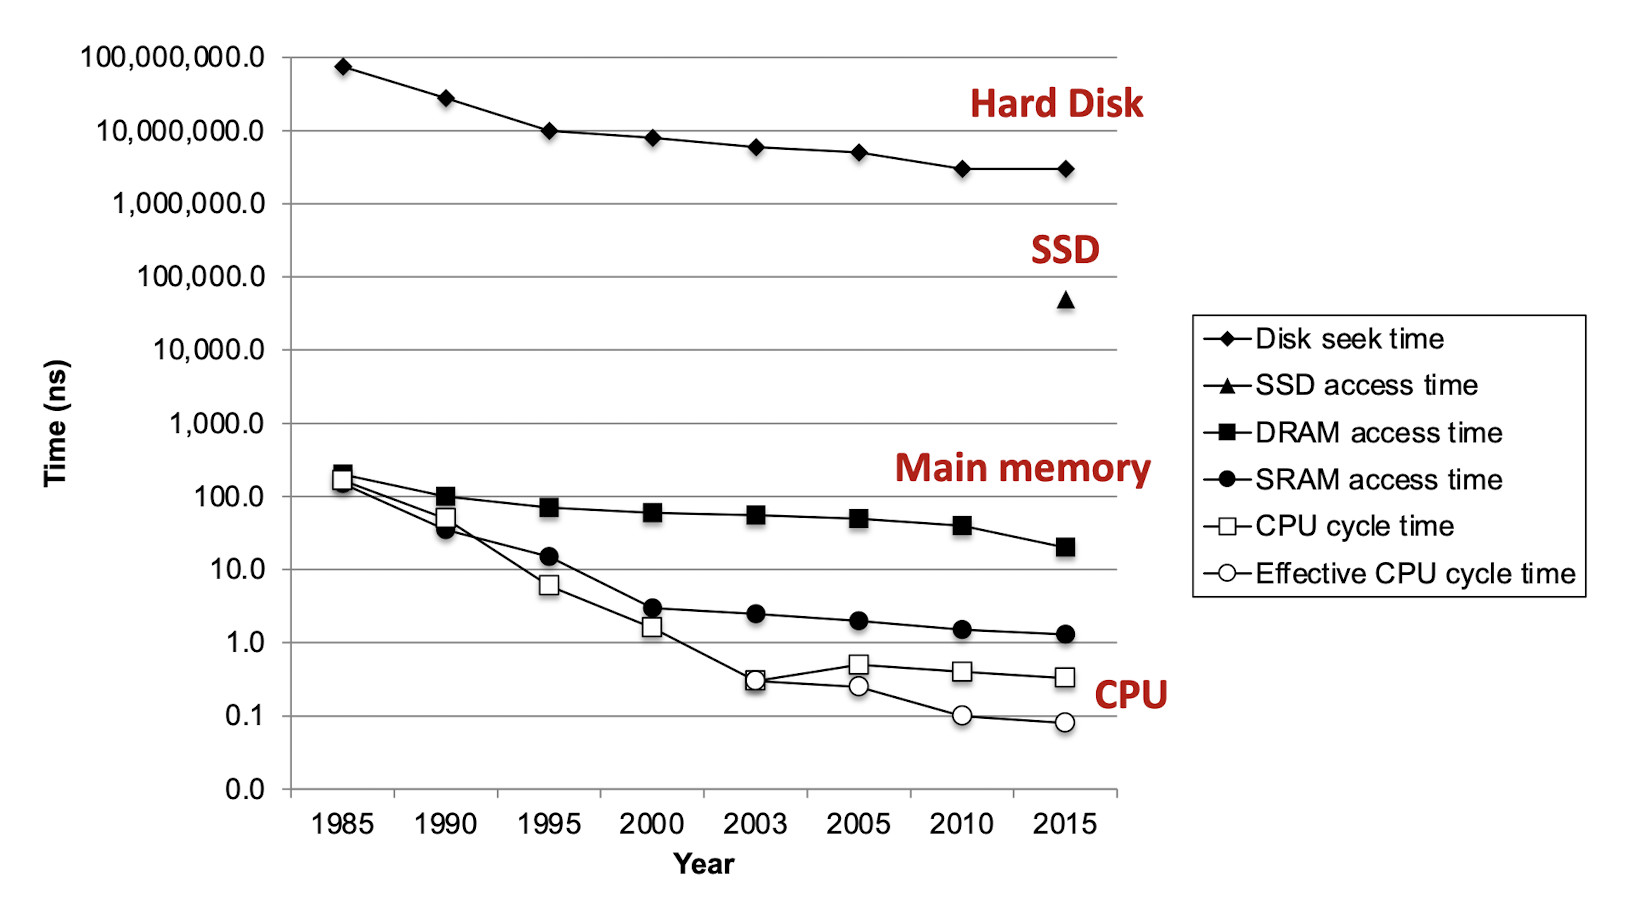 100,000,000.0
10,000,000.0
1,000,000.0
100,000.0
10,000.0
1,000.0
100.0
10.0
1.0
0.1
0.0
Time (ns)
1985 1990 1995 2000 2003 2005 2010 2015
Year
Hard Disk
SSD
Main memory
CPU
Disk seek time
SSD access time
DRAM access time
SRAM access time
CPU cycle time
Effective CPU cycle time